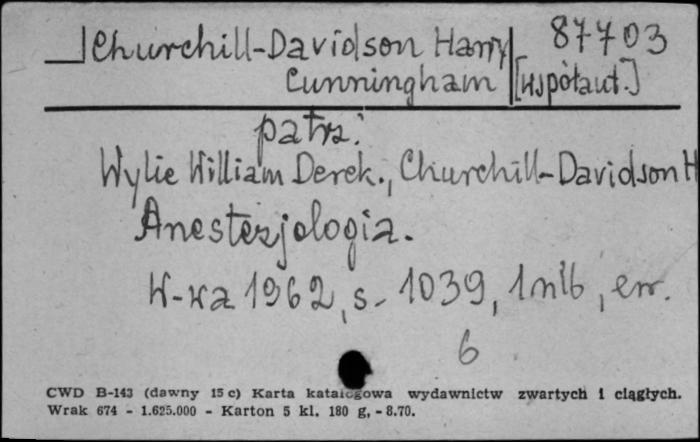 Churchill-Davidson Harry 87703
Cunningham [współaut.]
patrz:
Wylie William Derek., Churchill-Davidson H
Anestezjologia.
W-wa 1962, s. 1039, 1 nlb, err.
6
CWD B-143 (dawny 15 c) Karta katalogowa wydawnictw zwartych i ciągłych.
Wrak 674 - 1.625.000 - Karton 5 kl. 180 g, - 8.70.